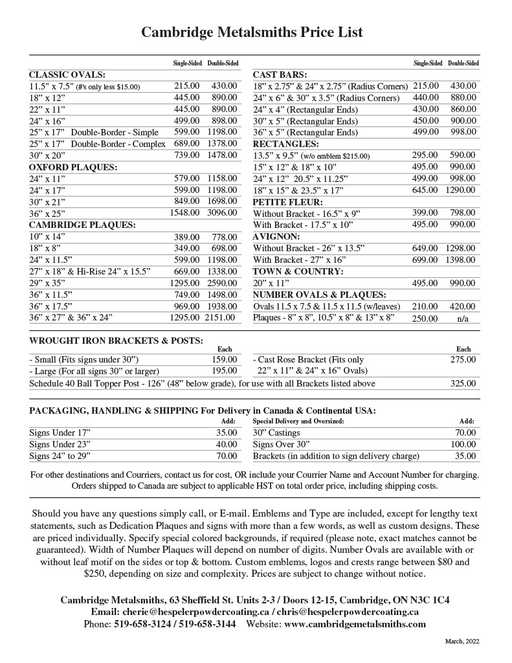 Cambridge Metalsmiths Price List
Single-Sided Double-Sided
CLASSIC OVALS:
11.5” x 7.5” (#'s only less $15.00) 215.00 430.00
18” x 12” 445.00 890.00
22” x 11” 445.00 890.00
24” x 16” 499.00 898.00
25” x 17” Double-Border - Simple 599.00 1198.00
25” x 17” Double-Border - Complex 689.00 1378.00
30” x 20” 739.00 1478.00
OXFORD PLAQUES:
24” x 11” 579.00 1158.00
24” x 17” 599.00 1198.00
30” x 21” 849.00 1698.00
36” x 25” 1548.00 3096.00
CAMBRIDGE PLAQUES:
10” x 14” 389.00 778.00
18” x 8” 349.00 698.00
24” x 11.5” 599.00 1198.00
27” x 18” & Hi-Rise 24” x 15.5” 669.00 1338.00
29” x 35” 1295.00 2590.00
36” x 11.5” 749.00 1498.00
36” x 17.5” 969.00 1938.00
36” x 27” & 36” x 24” 1295.00 2151.00
Single-Sided Double-Sided
CAST BARS:
18” x 2.75” & 24” x 2.75” (Radius Corners) 215.00 430.00
24” x 6” & 30” x 3.5” (Radius Corners) 440.00 880.00
24” x 4” (Rectangular Ends) 430.00 860.00
30” x 5” (Rectangular Ends) 450.00 900.00
36” x 5” (Rectangular Ends) 499.00 998.00
RECTANGLES:
13.5” x 9.5” (w/o emblem $215.00) 295.00 590.00
15” x 12” & 18” x 10” 495.00 990.00
24” x 12” 20.5” x 11.25” 499.00 998.00
18” x 15” & 23.5” x 17” 645.00 1290.00
PETITE FLEUR:
Without Bracket - 16.5” x 9” 399.00 798.00
With Bracket - 17.5” x 10” 495.00 990.00
AVIGNON:
Without Bracket - 26” x 13.5” 649.00 1298.00
With Bracket - 27” x 16” 699.00 1398.00
TOWN & COUNTRY:
20” x 11” 495.00 990.00
NUMBER OVALS & PLAQUES:
Ovals 11.5 x 7.5 & 11.5 x 11.5 (w/leaves) 210.00 420.00
Plaques - 8” x 8”, 10.5” x 8” & 13” x 8” 250.00 n/a
WROUGHT IRON BRACKETS & POSTS:
Each Each
- Small (Fits signs under 30”) 159.00 - Cast Rose Bracket (Fits only 275.00
- Large (For all signs 30” or larger) 195.00 22” x 11” & 24” x 16” Ovals)
Schedule 40 Ball Topper Post - 126” (48” below grade), for use with all Brackets listed above 325.00
PACKAGING, HANDLING & SHIPPING For Delivery in Canada & Continental USA:
Add: Special Delivery and Oversized: Add:
Signs Under 17” 35.00 30” Castings 70.00
Signs Under 23” 40.00 Signs Over 30” 100.00
Signs 24” to 29” 70.00 Brackets (in addition to sign delivery charge) 35.00
For other destinations and Courriers, contact us for cost, OR include your Courrier Name and Account Number for charging.
Orders shipped to Canada are subject to applicable HST on total order price, including shipping costs.
Should you have any questions simply call, or E-mail. Emblems and Type are included, except for lengthy text
statements, such as Dedication Plaques and signs with more than a few words, as well as custom designs. These
are priced individually. Specify special colored backgrounds, if required (please note, exact matches cannot be
guaranteed). Width of Number Plaques will depend on number of digits. Number Ovals are available with or
without leaf motif on the sides or top & bottom. Custom emblems, logos and crests range between $80 and
$250, depending on size and complexity. Prices are subject to change without notice.
Cambridge Metalsmiths, 63 Sheffield St. Units 2-3 / Doors 12-15, Cambridge, ON N3C 1C4
Email: cherie@hespelerpowdercoating.ca / chris@hespelerpowdercoating.ca
Phone: 519-658-3124 / 519-658-3144 Website: www.cambridgemetalsmiths.com
March, 2022